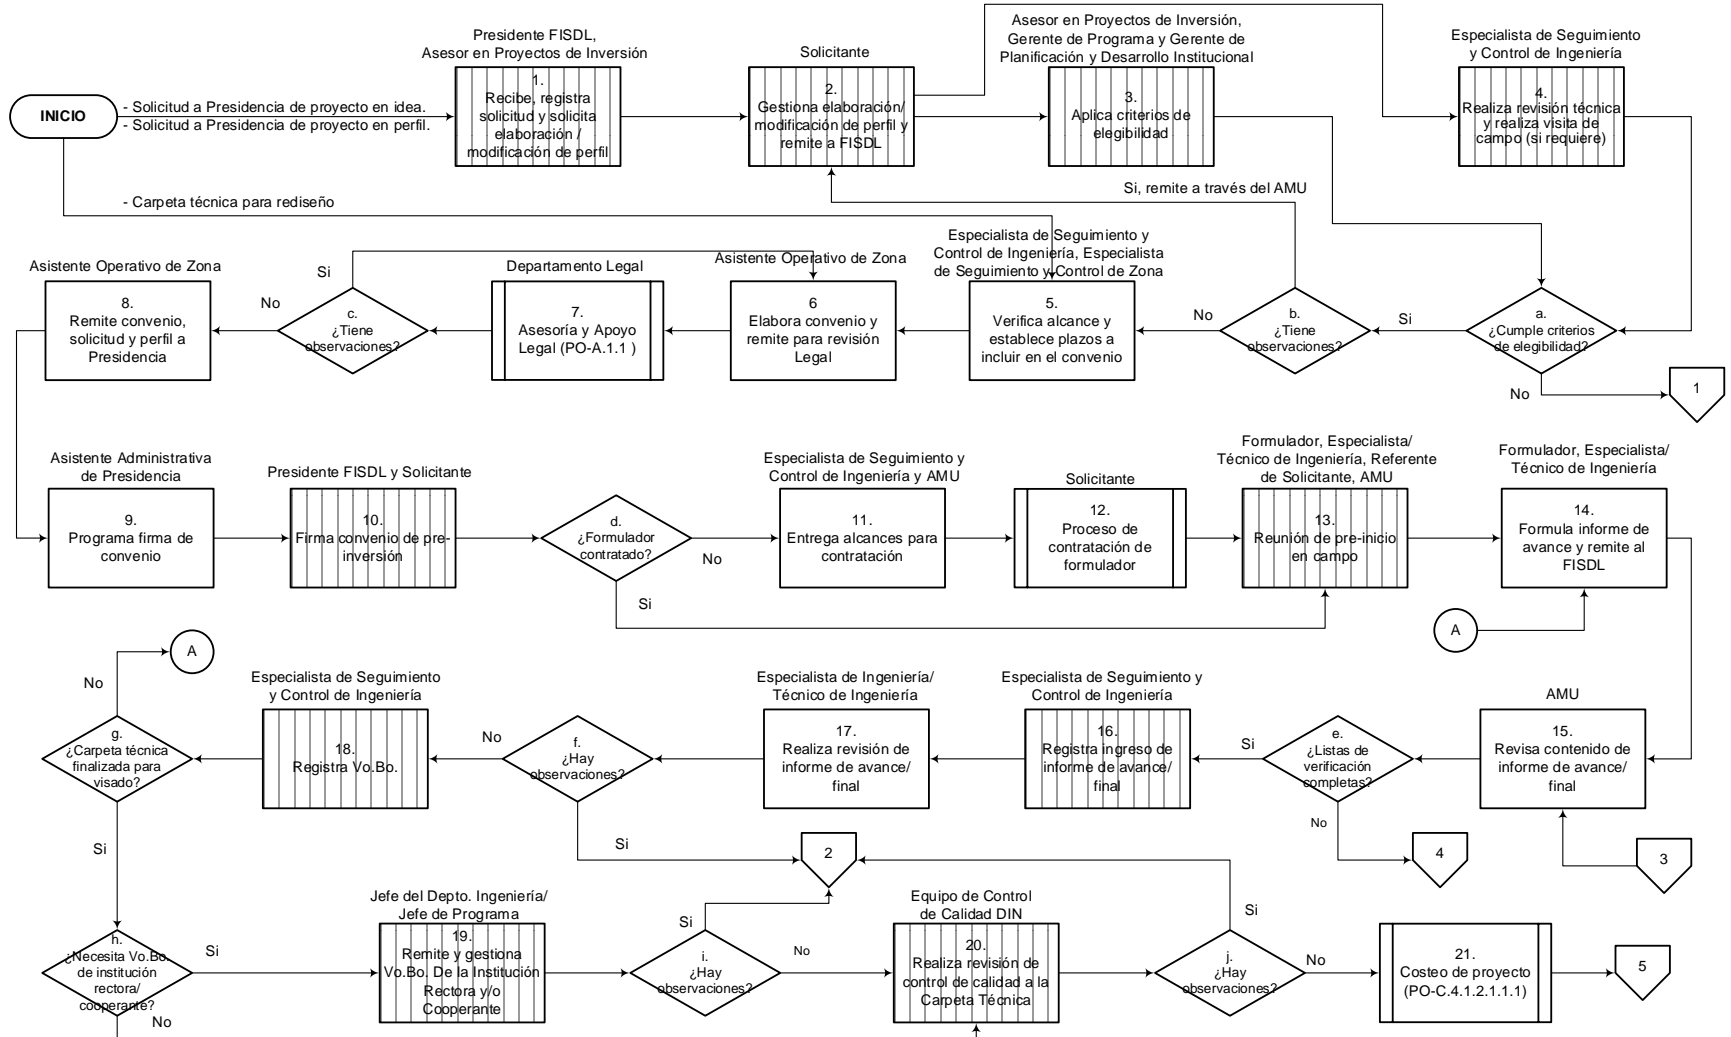 INICIO
- Solicitud a Presidencia de proyecto en idea.
- Solicitud a Presidencia de proyecto en perfil.
- Carpeta técnica para rediseño
Presidente FISDL,
Asesor en Proyectos de Inversión
1.
Recibe, registra
solicitud y solicita
elaboración /
modificación de perfil
Solicitante
2.
Gestiona elaboración/
modificación de perfil y
remite a FISDL
Asesor en Proyectos de Inversión,
Gerente de Programa y Gerente de
Planificación y Desarrollo Institucional
3.
Aplica criterios de
elegibilidad
Especialista de Seguimiento
y Control de Ingeniería
4.
Realiza revisión técnica
y realiza visita de
campo (si requiere)
Si, remite a través del AMU
Asistente Operativo de Zona
8.
Remite convenio,
solicitud y perfil a
Presidencia
No
Si
c.
¿Tiene
observaciones?
Departamento Legal
7.
Asesoría y Apoyo
Legal (PO-A.1.1 )
Asistente Operativo de Zona
6
Elabora convenio y
remite para revisión
Legal
Especialista de Seguimiento y
Control de Ingeniería, Especialista
de Seguimiento y Control de Zona
5.
Verifica alcance y
establece plazos a
incluir en el convenio
No
b.
¿Tiene
observaciones?
Si
a.
¿Cumple criterios
de elegibilidad?
No
1
Asistente Administrativa
de Presidencia
9.
Programa firma de
convenio
Presidente FISDL y Solicitante
10.
Firma convenio de pre-
inversión
d.
¿Formulador
contratado?
No
Si
Especialista de Seguimiento y
Control de Ingeniería y AMU
11.
Entrega alcances para
contratación
Solicitante
12.
Proceso de
contratación de
formulador
Formulador, Especialista/
Técnico de Ingeniería, Referente
de Solicitante, AMU
13.
Reunión de pre-inicio
en campo
Formulador, Especialista/
Técnico de Ingeniería
14.
Formula informe de
avance y remite al
FISDL
A
A
No
g.
¿Carpeta técnica
finalizada para
visado?
Si
Especialista de Seguimiento
y Control de Ingeniería
18.
Registra Vo.Bo.
No
f.
¿Hay
observaciones?
Si
Especialista de Ingeniería/
Técnico de Ingeniería
17.
Realiza revisión de
informe de avance/
final
Especialista de Seguimiento y
Control de Ingeniería
16.
Registra ingreso de
informe de avance/
final
Si
e.
¿Listas de
verificación
completas?
No
AMU
15.
Revisa contenido de
informe de avance/
final
2
4
3
h.
¿Necesita Vo.Bo.
de institución
rectora/
cooperante?
Si
No
Jefe del Depto. Ingeniería/
Jefe de Programa
19.
Remite y gestiona
Vo.Bo. De la Institución
Rectora y/o
Cooperante
Si
i.
¿Hay
observaciones?
No
Equipo de Control
de Calidad DIN
20.
Realiza revisión de
control de calidad a la
Carpeta Técnica
Si
j.
¿Hay
observaciones?
No
21.
Costeo de proyecto
(PO-C.4.1.2.1.1.1)
5